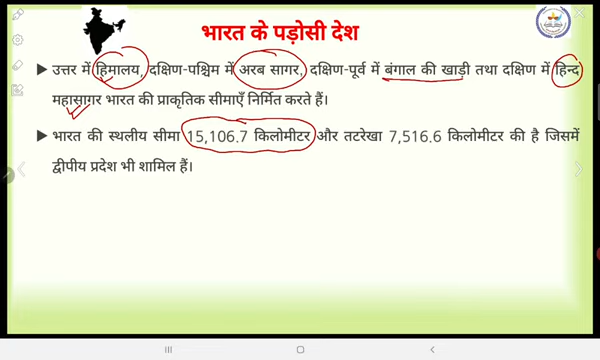 भारत के पड़ोसी देश
उत्तर में हिमालय, दक्षिण-पश्चिम में अरब सागर, दक्षिण-पूर्व में बंगाल की खाड़ी तथा दक्षिण में हिन्द
महासागर भारत की प्राकृतिक सीमाएँ निर्मित करते हैं।
भारत की स्थलीय सीमा 15,106.7 किलोमीटर और तटरेखा 7,516.6 किलोमीटर की है जिसमें
द्वीपीय प्रदेश भी शामिल हैं।